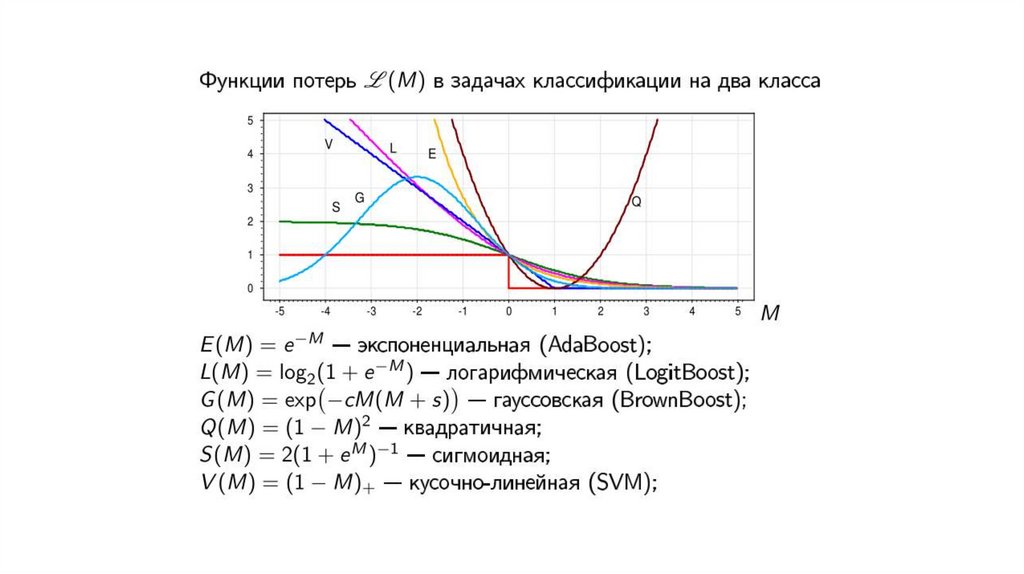 Функции потерь ℒ(M) в задачах классификации на два класса
5
4
3
2
1
0
V
L
E
G
S
Q
-5 -4 -3 -2 -1 0 1 2 3 4 5
M
E(M) = e^{−M} — экспоненциальная (AdaBoost);
L(M) = log₂(1 + e^{−M}) — логарифмическая (LogitBoost);
G(M) = exp(−cM(M + s)) — гауссовская (BrownBoost);
Q(M) = (1 − M)² — квадратичная;
S(M) = 2(1 + e^M)^{−1} — сигмоидная;
V(M) = (1 − M)₊ — кусочно-линейная (SVM);